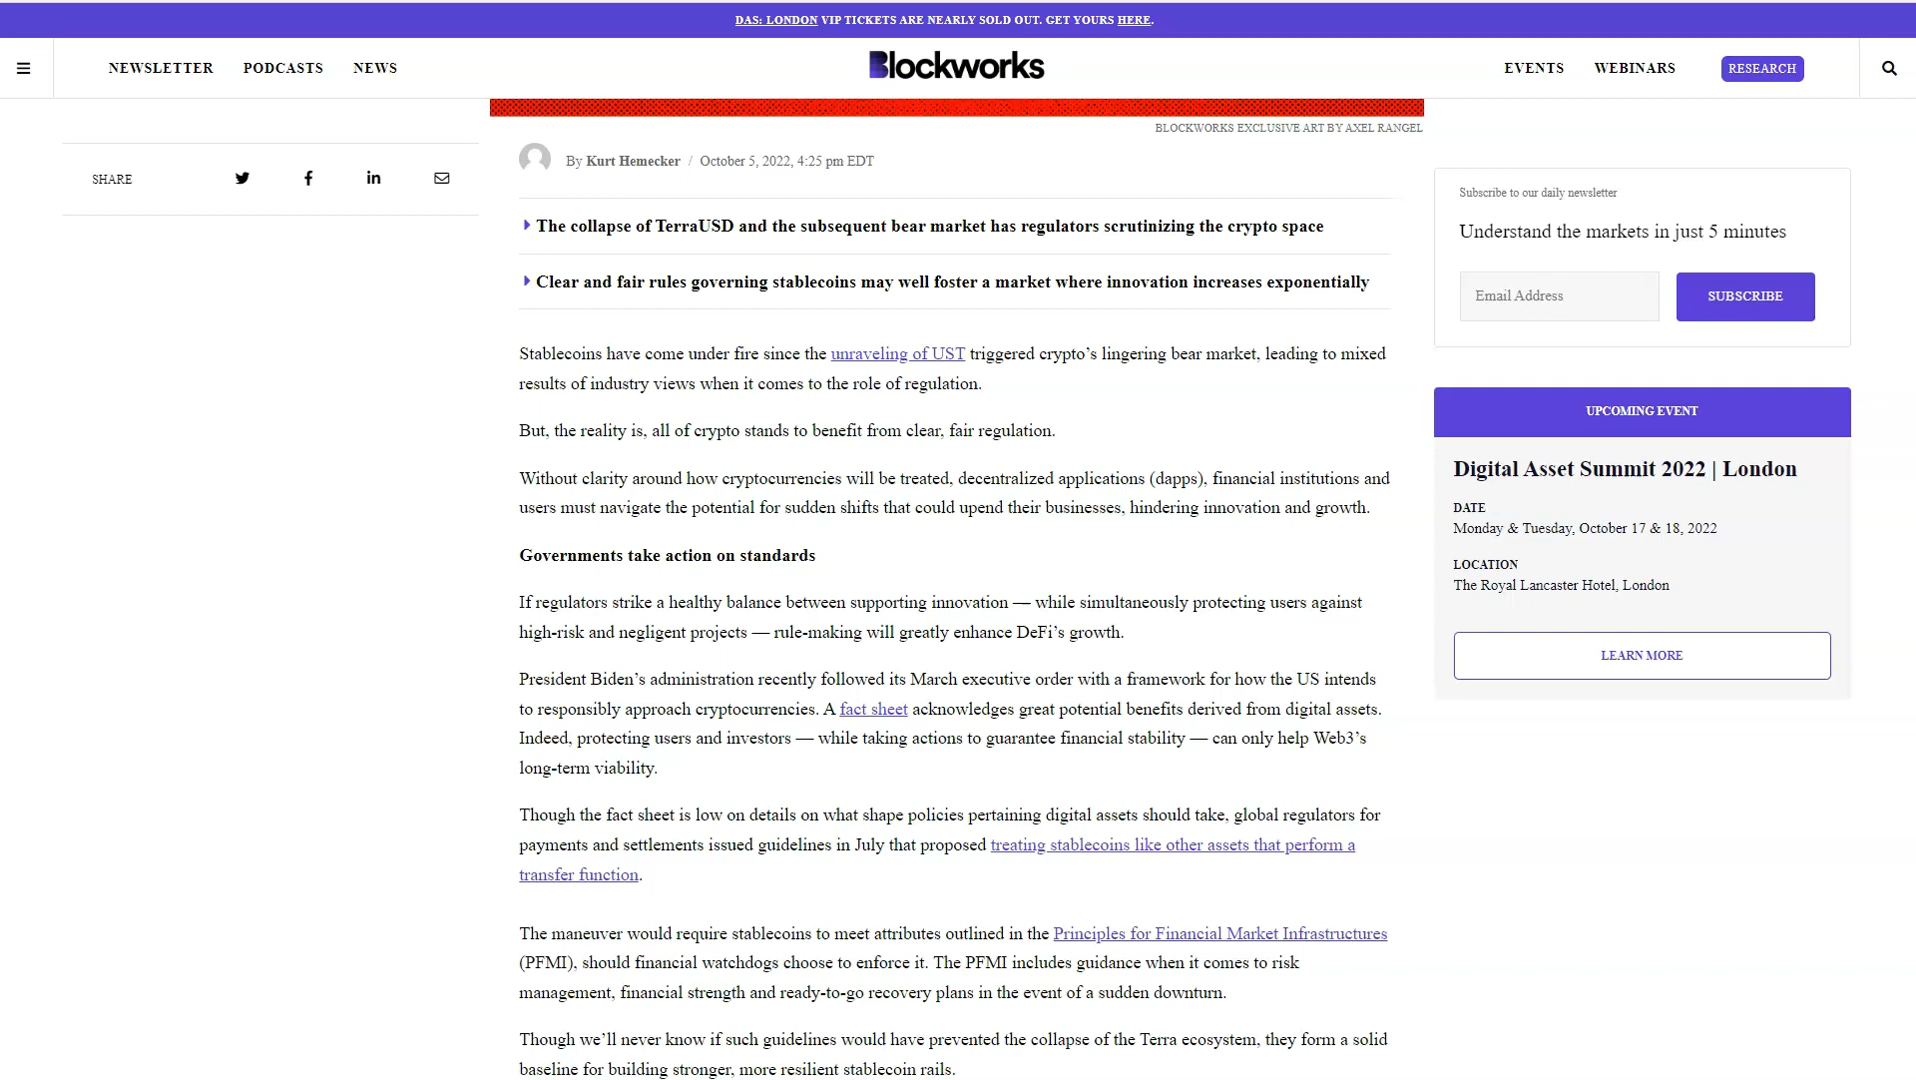 DAS: LONDON VIP TICKETS ARE NEARLY SOLD OUT. GET YOURS HERE.
NEWSLETTER PODCASTS NEWS Blockworks EVENTS WEBINARS RESEARCH
BLOCKWORKS EXCLUSIVE ART BY AXEL RANGEL
SHARE
By Kurt Hemecker / October 5, 2022, 4:25 pm EDT
The collapse of TerraUSD and the subsequent bear market has regulators scrutinizing the crypto space
Clear and fair rules governing stablecoins may well foster a market where innovation increases exponentially
Stablecoins have come under fire since the unraveling of UST triggered crypto’s lingering bear market, leading to mixed
results of industry views when it comes to the role of regulation.
But, the reality is, all of crypto stands to benefit from clear, fair regulation.
Without clarity around how cryptocurrencies will be treated, decentralized applications (dapps), financial institutions and
users must navigate the potential for sudden shifts that could upend their businesses, hindering innovation and growth.
Governments take action on standards
If regulators strike a healthy balance between supporting innovation — while simultaneously protecting users against
high-risk and negligent projects — rule-making will greatly enhance DeFi’s growth.
President Biden’s administration recently followed its March executive order with a framework for how the US intends
to responsibly approach cryptocurrencies. A fact sheet acknowledges great potential benefits derived from digital assets.
Indeed, protecting users and investors — while taking actions to guarantee financial stability — can only help Web3’s
long-term viability.
Though the fact sheet is low on details on what shape policies pertaining digital assets should take, global regulators for
payments and settlements issued guidelines in July that proposed treating stablecoins like other assets that perform a
transfer function.
The maneuver would require stablecoins to meet attributes outlined in the Principles for Financial Market Infrastructures
(PFMI), should financial watchdogs choose to enforce it. The PFMI includes guidance when it comes to risk
management, financial strength and ready-to-go recovery plans in the event of a sudden downturn.
Though we’ll never know if such guidelines would have prevented the collapse of the Terra ecosystem, they form a solid
baseline for building stronger, more resilient stablecoin rails.
Subscribe to our daily newsletter
Understand the markets in just 5 minutes
Email Address SUBSCRIBE
UPCOMING EVENT
Digital Asset Summit 2022 | London
DATE
Monday & Tuesday, October 17 & 18, 2022
LOCATION
The Royal Lancaster Hotel, London
LEARN MORE